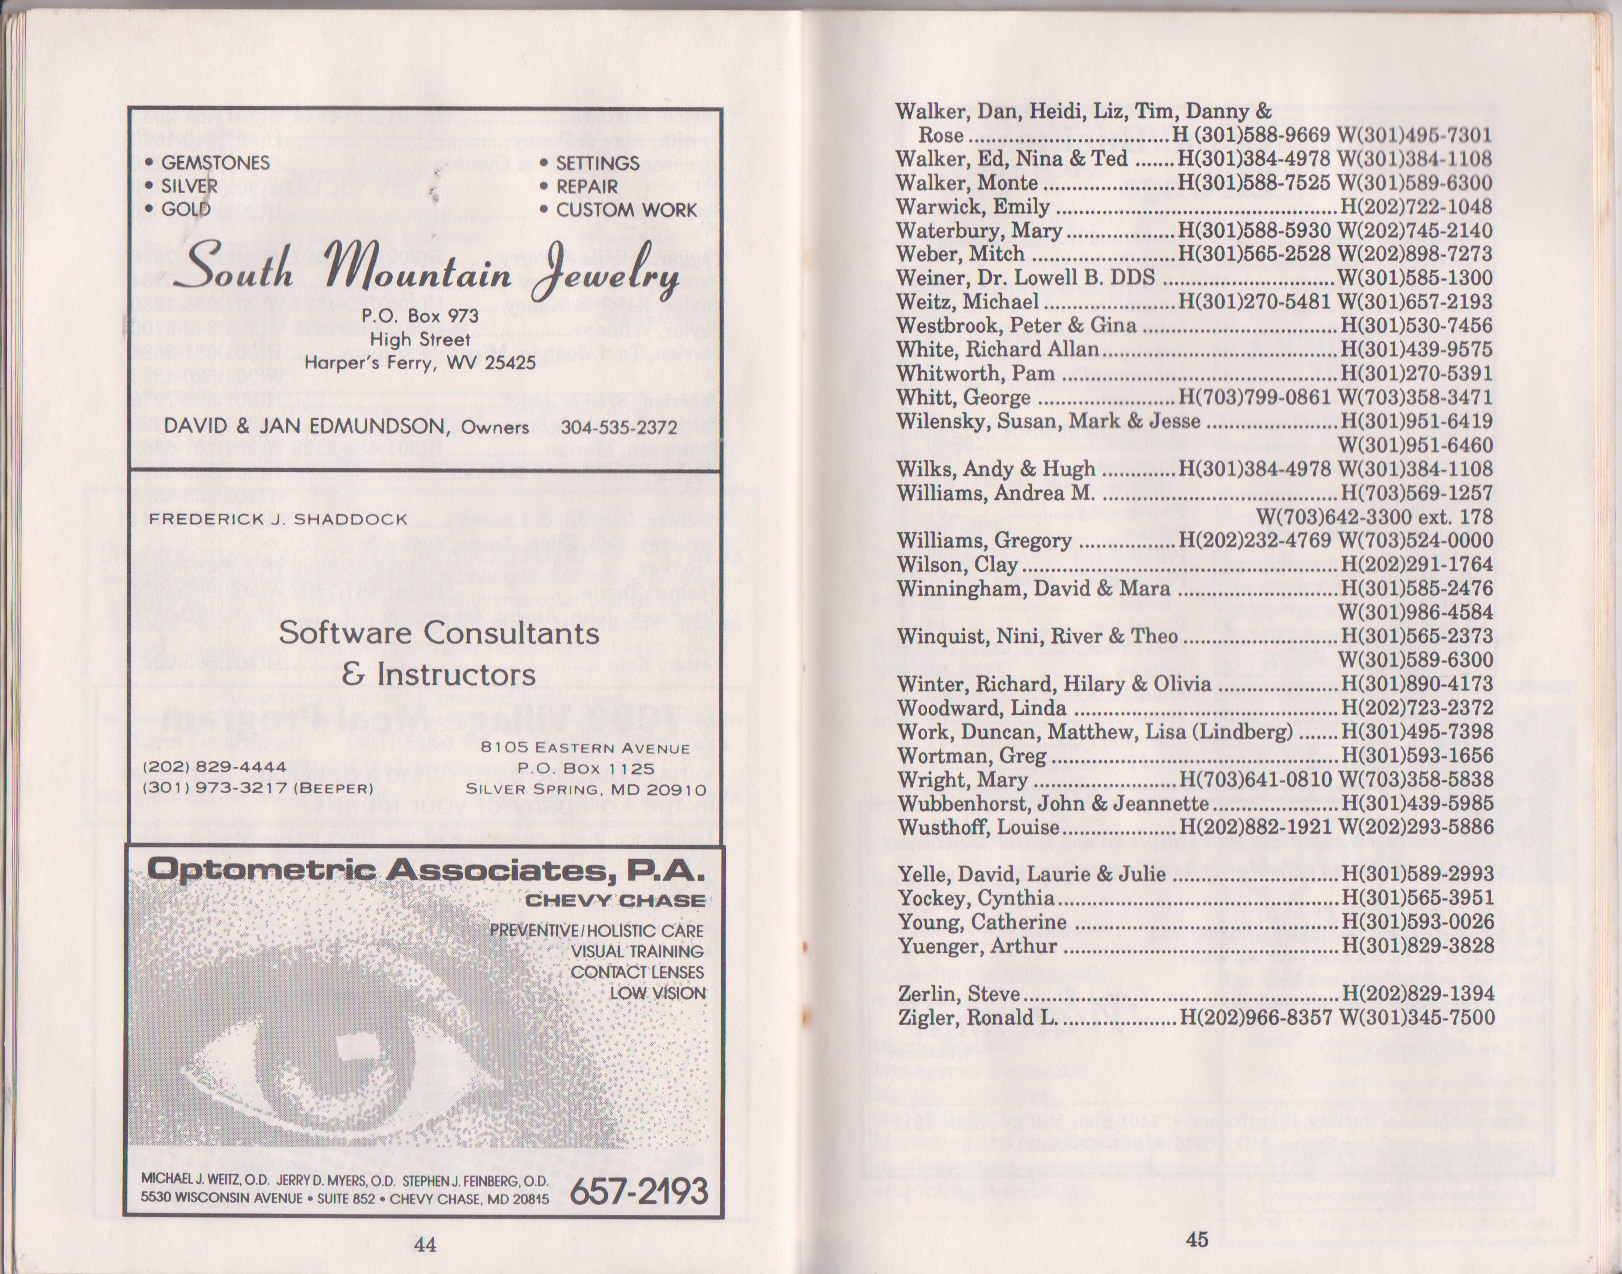 • GEMSTONES
• SILVER
• GOLD
• SETTINGS
• REPAIR
• CUSTOM WORK
South Mountain Jewelry
P.O. Box 973
High Street
Harper's Ferry, WV 25425
DAVID & JAN EDMUNDSON, Owners 304-535-2372
FREDERICK J. SHADDOCK
Software Consultants
& Instructors
(202) 829-4444
(301) 973-3217 (BEEPER)
8105 EASTERN AVENUE
P.O. BOX 1125
SILVER SPRING, MD 20910
Optometric Associates, P.A.
CHEVY CHASE
PREVENTIVE/HOLISTIC CARE
VISUAL TRAINING
CONTACT LENSES
LOW VISION
MICHAEL J. WEITZ, O.D. JERRY D. MYERS, O.D. STEPHEN J. FEINBERG, O.D.
5530 WISCONSIN AVENUE • SUITE 852 • CHEVY CHASE, MD 20815
657-2193
44
Walker, Dan, Heidi, Liz, Tim, Danny &
Rose ................................... H (301)588-9669 W(301)495-7301
Walker, Ed, Nina & Ted ....... H(301)384-4978 W(301)384-1108
Walker, Monte ....................... H(301)588-7525 W(301)589-6300
Warwick, Emily ................................................. H(202)722-1048
Waterbury, Mary ................... H(301)588-5930 W(202)745-2140
Weber, Mitch ......................... H(301)565-2528 W(202)898-7273
Weiner, Dr. Lowell B. DDS .............................. W(301)585-1300
Weitz, Michael ....................... H(301)270-5481 W(301)657-2193
Westbrook, Peter & Gina .................................. H(301)530-7456
White, Richard Allan ......................................... H(301)439-9575
Whitworth, Pam ................................................ H(301)270-5391
Whitt, George ........................ H(703)799-0861 W(703)358-3471
Wilensky, Susan, Mark & Jesse ....................... H(301)951-6419
W(301)951-6460
Wilks, Andy & Hugh ............. H(301)384-4978 W(301)384-1108
Williams, Andrea M. ......................................... H(703)569-1257
W(703)642-3300 ext. 178
Williams, Gregory ................. H(202)232-4769 W(703)524-0000
Wilson, Clay ....................................................... H(202)291-1764
Winningham, David & Mara ............................ H(301)585-2476
W(301)986-4584
Winquist, Nini, River & Theo ........................... H(301)565-2373
W(301)589-6300
Winter, Richard, Hilary & Olivia ..................... H(301)890-4173
Woodward, Linda .............................................. H(202)723-2372
Work, Duncan, Matthew, Lisa (Lindberg) ....... H(301)495-7398
Wortman, Greg .................................................. H(301)593-1656
Wright, Mary ......................... H(703)641-0810 W(703)358-5838
Wubbenhorst, John & Jeannette ...................... H(301)439-5985
Wusthoff, Louise .................... H(202)882-1921 W(202)293-5886
Yelle, David, Laurie & Julie ............................. H(301)589-2993
Yockey, Cynthia ................................................. H(301)565-3951
Young, Catherine .............................................. H(301)593-0026
Yuenger, Arthur ................................................ H(301)829-3828
Zerlin, Steve ....................................................... H(202)829-1394
Zigler, Ronald L. .................... H(202)966-8357 W(301)345-7500
45